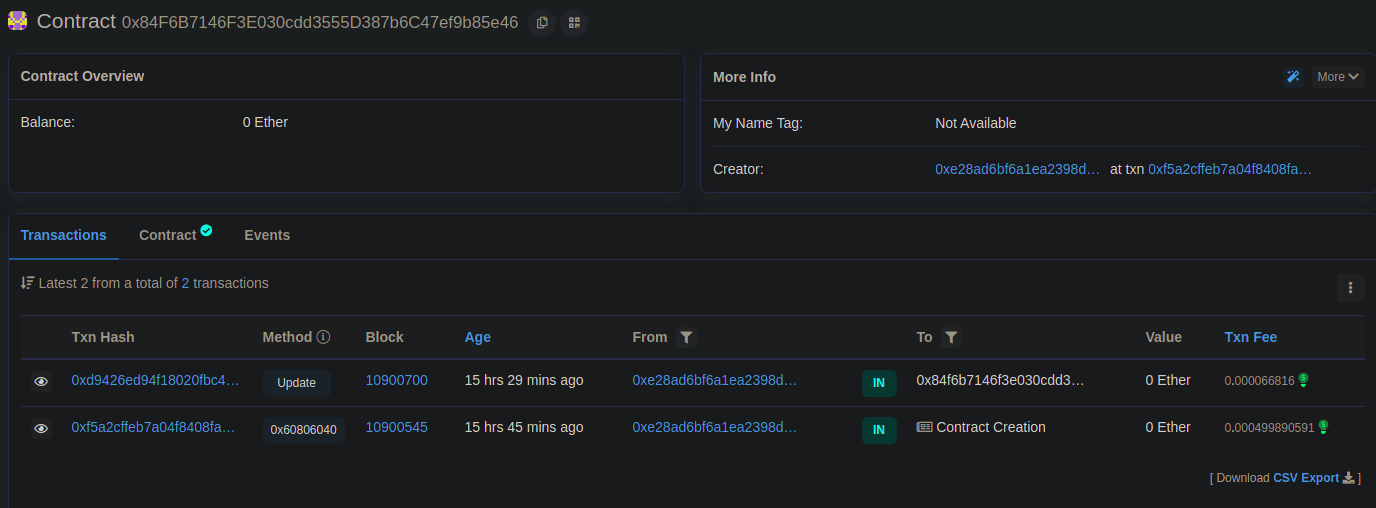 Contract 0x84F6B7146F3E030cdd3555D387b6C47ef9b85e46
Contract Overview
Balance: 0 Ether
More Info
More
My Name Tag: Not Available
Creator: 0xe28ad6bf6a1ea2398d... at txn 0xf5a2cffeb7a04f8408fa...
Transactions Contract Events
Latest 2 from a total of 2 transactions
Txn Hash Method Block Age From To Value Txn Fee
0xd9426ed94f18020fbc4... Update 10900700 15 hrs 29 mins ago 0xe28ad6bf6a1ea2398d... IN 0x84f6b7146f3e030cdd3... 0 Ether 0.000066816
0xf5a2cffeb7a04f8408fa... 0x60806040 10900545 15 hrs 45 mins ago 0xe28ad6bf6a1ea2398d... IN Contract Creation 0 Ether 0.000499890591
[ Download CSV Export ]